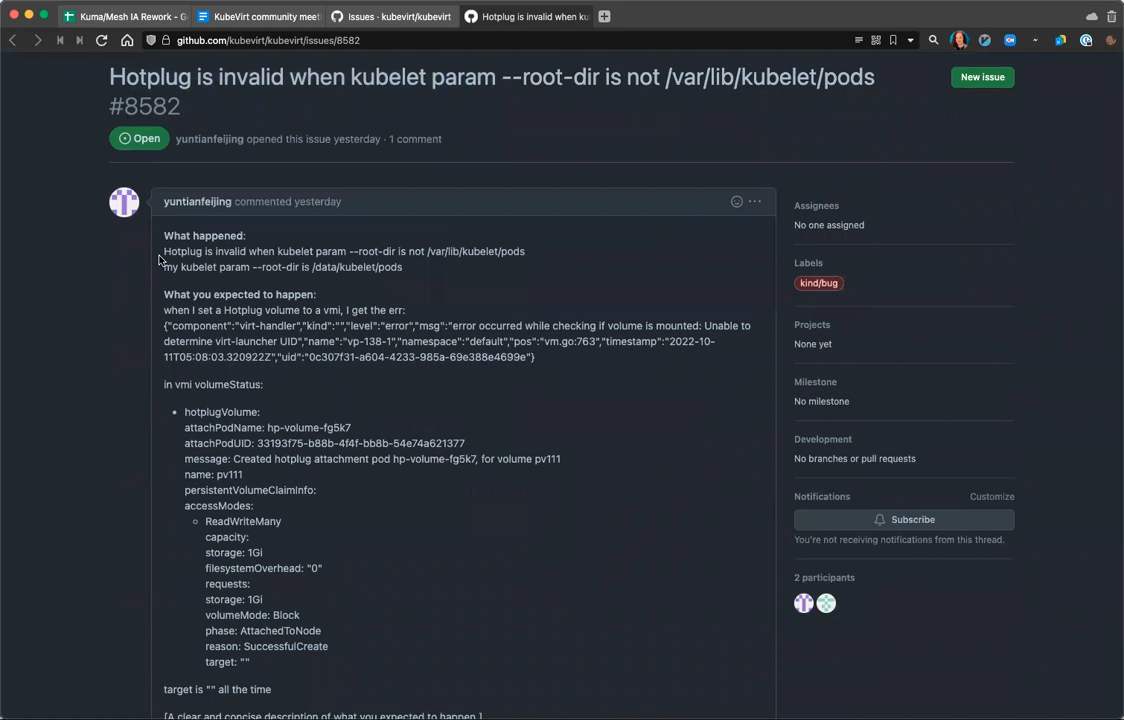 Kuma/Mesh IA Rework - G
KubeVirt community meet
Issues · kubevirt/kubevirt
Hotplug is invalid when ku
github.com/kubevirt/kubevirt/issues/8582
Hotplug is invalid when kubelet param --root-dir is not /var/lib/kubelet/pods
#8582
New issue
Open
yuntianfeijing opened this issue yesterday · 1 comment
yuntianfeijing commented yesterday
What happened:
Hotplug is invalid when kubelet param --root-dir is not /var/lib/kubelet/pods
my kubelet param --root-dir is /data/kubelet/pods
What you expected to happen:
when I set a Hotplug volume to a vmi, I get the err:
{"component":"virt-handler","kind":"","level":"error","msg":"error occurred while checking if volume is mounted: Unable to
determine virt-launcher UID","name":"vp-138-1","namespace":"default","pos":"vm.go:763","timestamp":"2022-10-
11T05:08:03.320922Z","uid":"0c307f31-a604-4233-985a-69e388e4699e"}
in vmi volumeStatus:
hotplugVolume:
attachPodName: hp-volume-fg5k7
attachPodUID: 33193f75-b88b-4f4f-bb8b-54e74a621377
message: Created hotplug attachment pod hp-volume-fg5k7, for volume pv111
name: pv111
persistentVolumeClaimInfo:
accessModes:
ReadWriteMany
capacity:
storage: 1Gi
filesystemOverhead: "0"
requests:
storage: 1Gi
volumeMode: Block
phase: AttachedToNode
reason: SuccessfulCreate
target: ""
target is "" all the time
[A clear and concise description of what you expected to happen.]
Assignees
No one assigned
Labels
kind/bug
Projects
None yet
Milestone
No milestone
Development
No branches or pull requests
Notifications
Customize
Subscribe
You're not receiving notifications from this thread.
2 participants